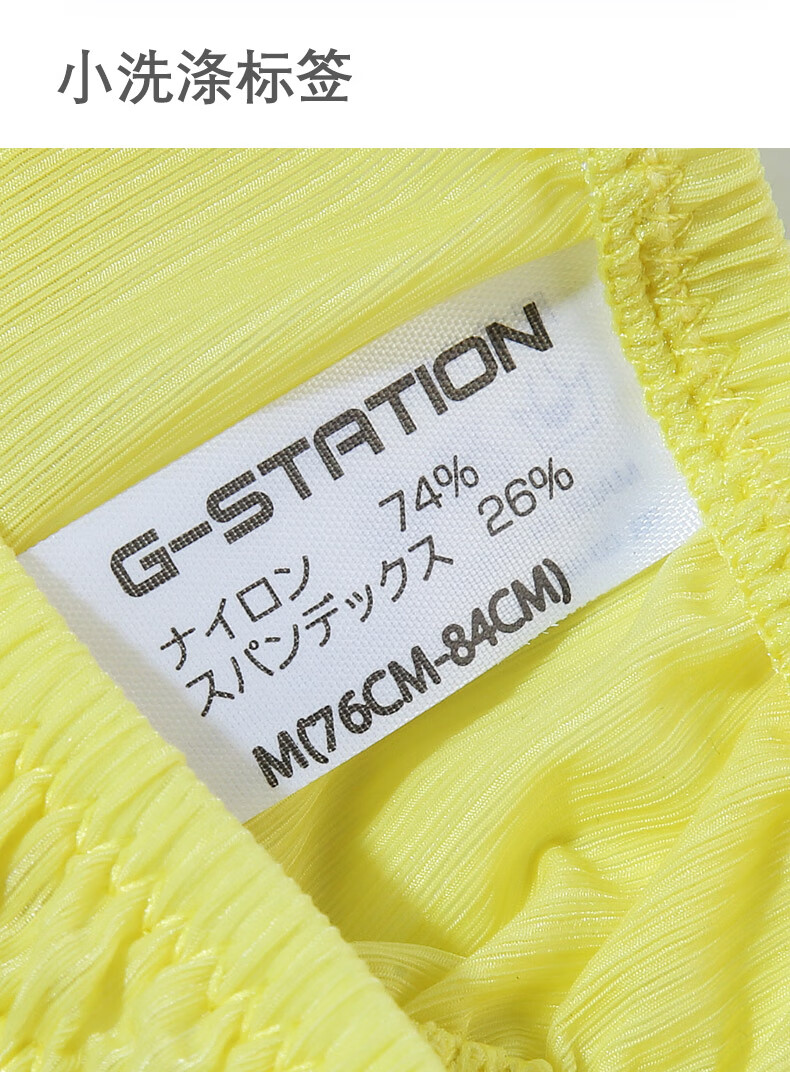 小洗涤标签
G-STATION
ナイロン 74%
スパンデックス 26%
M(76CM-84CM)